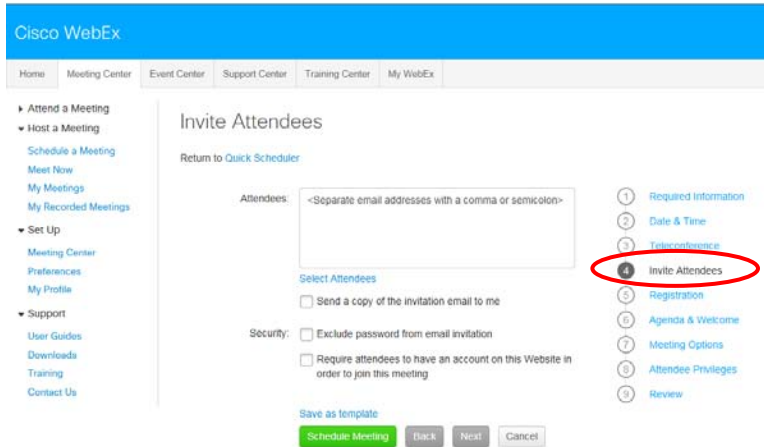 Cisco WebEx
Home
Meeting Center
Event Center
Support Center
Training Center
My WebEx
Attend a Meeting
Host a Meeting
Schedule a Meeting
Meet Now
My Meetings
My Recorded Meetings
Set Up
Meeting Center
Preferences
My Profile
Support
User Guides
Downloads
Training
Contact Us
Invite Attendees
Return to Quick Scheduler
Attendees:
<Separate email addresses with a comma or semicolon>
Select Attendees
Send a copy of the invitation email to me
Security:
Exclude password from email invitation
Require attendees to have an account on this Website in
order to join this meeting
Save as template
Schedule Meeting
Back
Next
Cancel
1 Required Information
2 Date & Time
3 Teleconference
4 Invite Attendees
5 Registration
6 Agenda & Welcome
7 Meeting Options
8 Attendee Privileges
9 Review